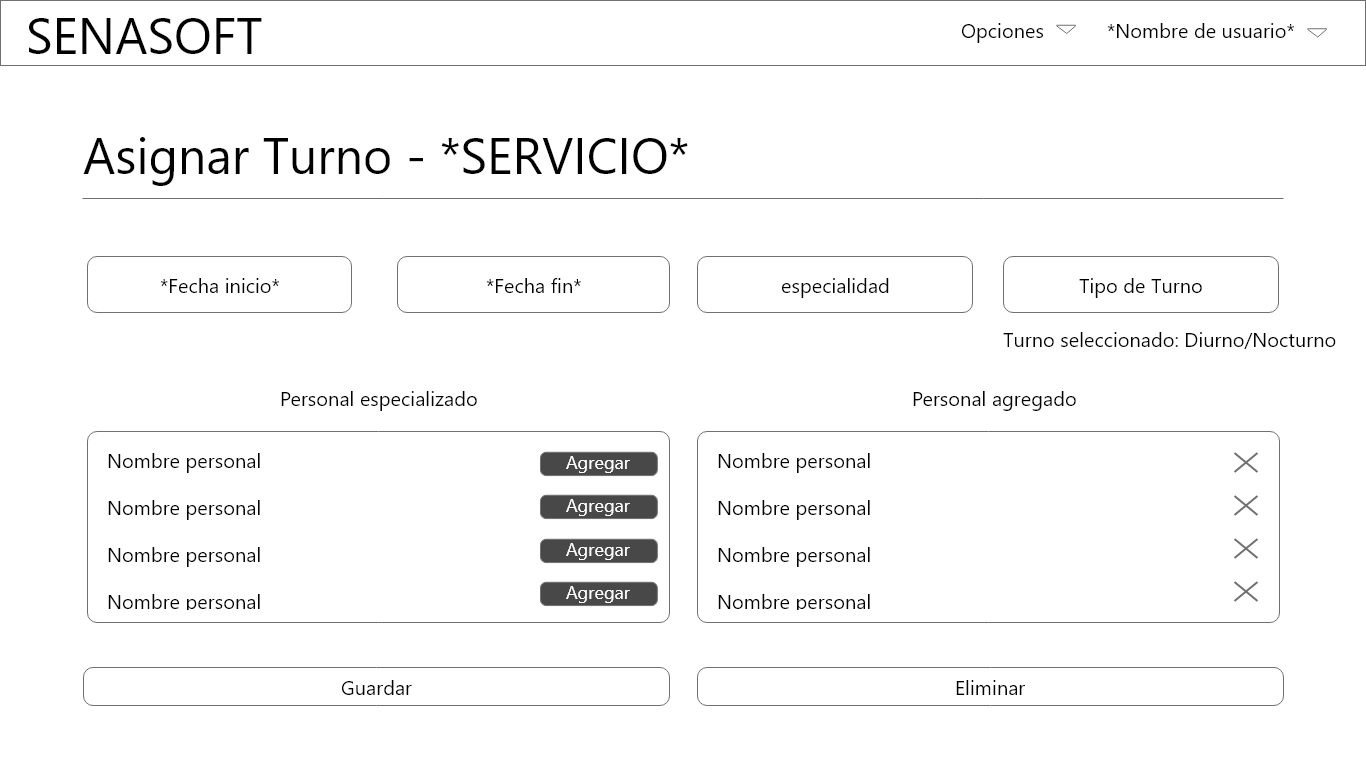 SENASOFT
Opciones
*Nombre de usuario*
Asignar Turno - *SERVICIO*
*Fecha inicio*
*Fecha fin*
especialidad
Tipo de Turno
Turno seleccionado: Diurno/Nocturno
Personal especializado
Nombre personal
Agregar
Nombre personal
Agregar
Nombre personal
Agregar
Nombre personal
Agregar
Personal agregado
Nombre personal
Nombre personal
Nombre personal
Nombre personal
Guardar
Eliminar